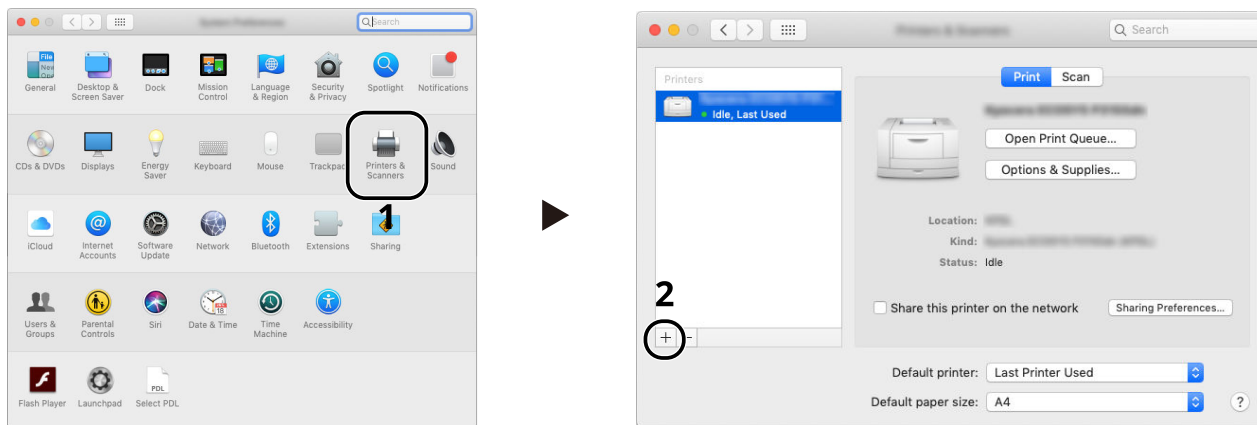 Search
File
New
Ope
General
Desktop &
Screen Saver
Dock
Mission
Control
Language
& Region
Security
& Privacy
Spotlight
Notifications
CDs & DVDs
Displays
Energy
Saver
Keyboard
Mouse
Trackpad
Printers &
Scanners
Sound
1
iCloud
Internet
Accounts
Software
Update
Network
Bluetooth
Extensions
Sharing
18
Users &
Groups
Parental
Controls
Siri
Date & Time
Time
Machine
Accessibility
PDL
Flash Player
Launchpad
Select PDL
Search
Printers
Idle, Last Used
2
+ -
Print Scan
Open Print Queue...
Options & Supplies...
Location:
Kind:
Status: Idle
Share this printer on the network
Sharing Preferences...
Default printer: Last Printer Used
Default paper size: A4
?